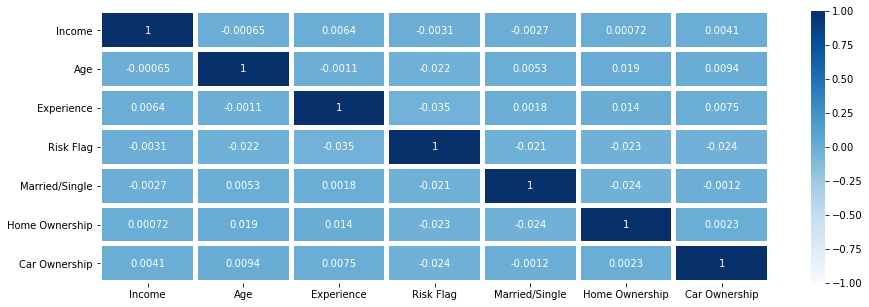 Income 1 -0.00065 0.0064 -0.0031 -0.0027 0.00072 0.0041
Age -0.00065 1 -0.0011 -0.022 0.0053 0.019 0.0094
Experience 0.0064 -0.0011 1 -0.035 0.0018 0.014 0.0075
Risk Flag -0.0031 -0.022 -0.035 1 -0.021 -0.023 -0.024
Married/Single -0.0027 0.0053 0.0018 -0.021 1 -0.024 -0.0012
Home Ownership 0.00072 0.019 0.014 -0.023 -0.024 1 0.0023
Car Ownership 0.0041 0.0094 0.0075 -0.024 -0.0012 0.0023 1
Income Age Experience Risk Flag Married/Single Home Ownership Car Ownership
1.00
0.75
0.50
0.25
0.00
−0.25
−0.50
−0.75
−1.00